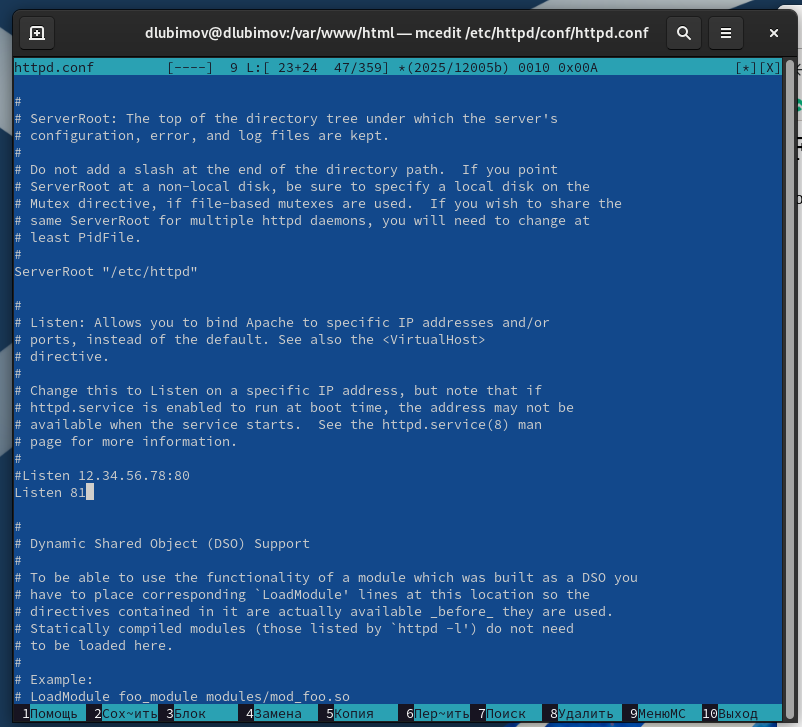 dlubimov@dlubimov:/var/www/html — mcedit /etc/httpd/conf/httpd.conf
httpd.conf         [----]  9 L:[ 23+24  47/359] *(2025/12005b) 0010 0x00A                 [*][X]
#
# ServerRoot: The top of the directory tree under which the server's
# configuration, error, and log files are kept.
#
# Do not add a slash at the end of the directory path.  If you point
# ServerRoot at a non-local disk, be sure to specify a local disk on the
# Mutex directive, if file-based mutexes are used.  If you wish to share the
# same ServerRoot for multiple httpd daemons, you will need to change at
# least PidFile.
#
ServerRoot "/etc/httpd"
#
# Listen: Allows you to bind Apache to specific IP addresses and/or
# ports, instead of the default. See also the <VirtualHost>
# directive.
#
# Change this to Listen on a specific IP address, but note that if
# httpd.service is enabled to run at boot time, the address may not be
# available when the service starts.  See the httpd.service(8) man
# page for more information.
#
#Listen 12.34.56.78:80
Listen 81
#
# Dynamic Shared Object (DSO) Support
#
# To be able to use the functionality of a module which was built as a DSO you
# have to place corresponding `LoadModule' lines at this location so the
# directives contained in it are actually available _before_ they are used.
# Statically compiled modules (those listed by `httpd -l') do not need
# to be loaded here.
#
# Example:
# LoadModule foo_module modules/mod_foo.so
1Помощь  2Сох~ить 3Блок    4Замена  5Копия   6Пер~ить 7Поиск   8Удалить 9МенюMC  10Выход